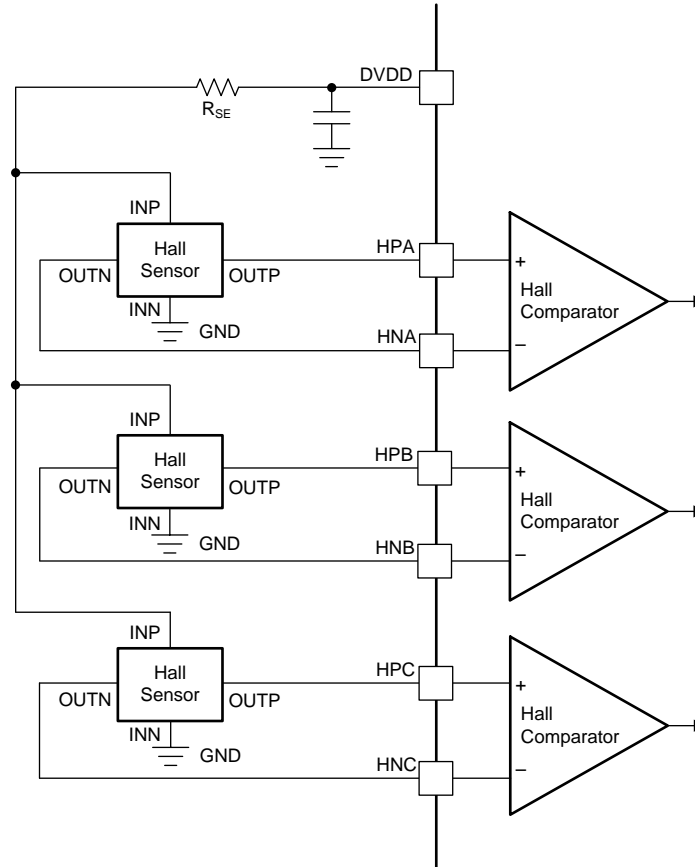 DVDD
RSE
INP
Hall
Sensor
OUTN
OUTP
INN
GND
HPA
HNA
+
Hall
Comparator
–
INP
Hall
Sensor
OUTN
OUTP
INN
GND
HPB
HNB
+
Hall
Comparator
–
INP
Hall
Sensor
OUTN
OUTP
INN
GND
HPC
HNC
+
Hall
Comparator
–